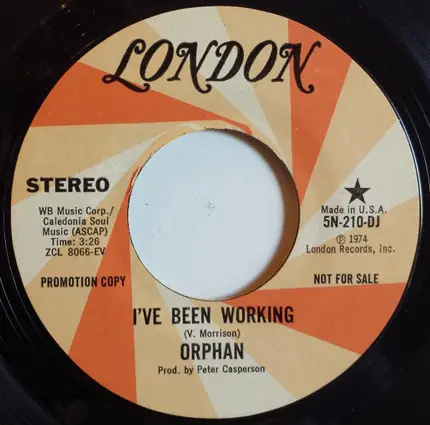 LONDON
STEREO
WB Music Corp./
Caledonia Soul
Music (ASCAP)
Time: 3:26
ZCL 8066-EV
PROMOTION COPY
Made in U.S.A.
5N-210-DJ
℗ 1974
London Records, Inc.
NOT FOR SALE
I'VE BEEN WORKING
(V. Morrison)
ORPHAN
Prod. by Peter Casperson